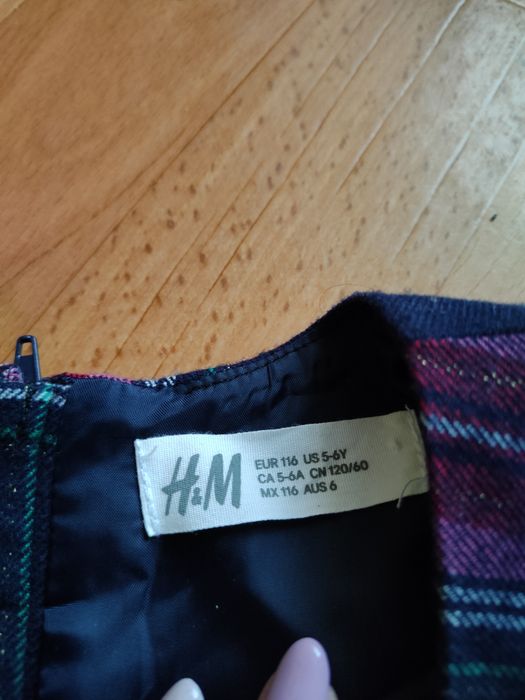 H&M
EUR 116 US 5-6Y
CA 5-6A CN 120/60
MX 116 AUS 6